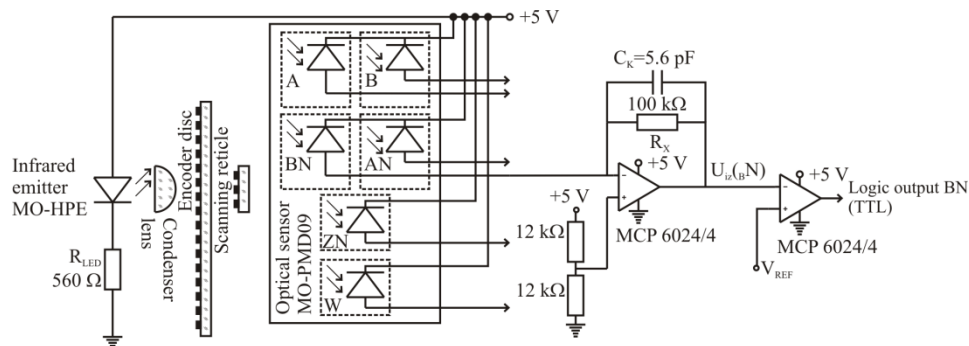 +5 V
A
B
BN
AN
ZN
W
Optical sensor
MO-PMD09
Infrared
emitter
MO-HPE
R_LED
560 Ω
Condenser
lens
Encoder disc
Scanning reticle
C_K=5.6 pF
100 kΩ
R_X
+5 V
MCP 6024/4
+5 V
12 kΩ
12 kΩ
U_iz(_BN)
+5 V
MCP 6024/4
V_REF
Logic output BN
(TTL)